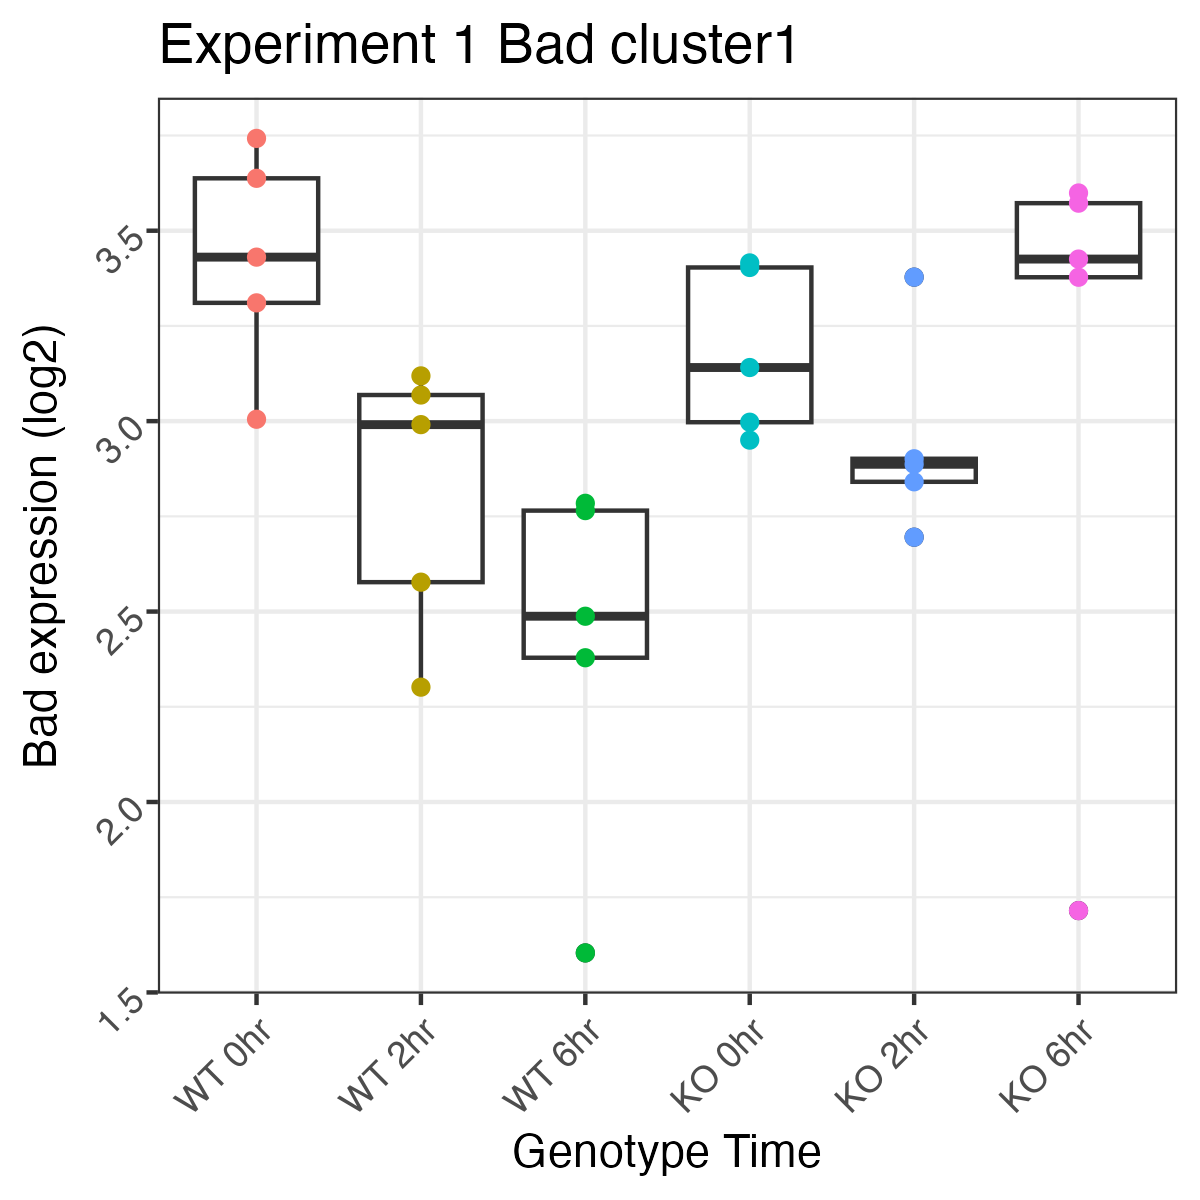 Experiment 1 Bad cluster1
Bad expression (log2)
3.5
3.0
2.5
2.0
1.5
WT 0hr
WT 2hr
WT 6hr
KO 0hr
KO 2hr
KO 6hr
Genotype Time